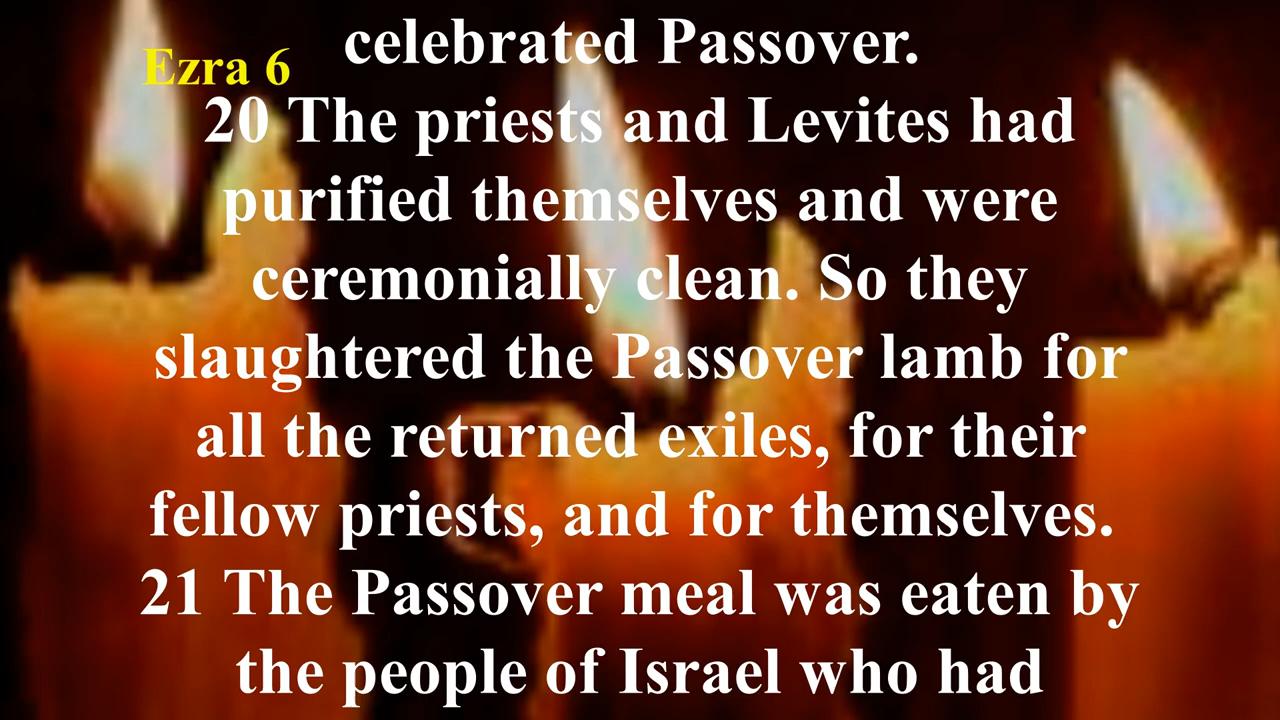 Ezra 6
celebrated Passover.
20 The priests and Levites had
purified themselves and were
ceremonially clean. So they
slaughtered the Passover lamb for
all the returned exiles, for their
fellow priests, and for themselves.
21 The Passover meal was eaten by
the people of Israel who had